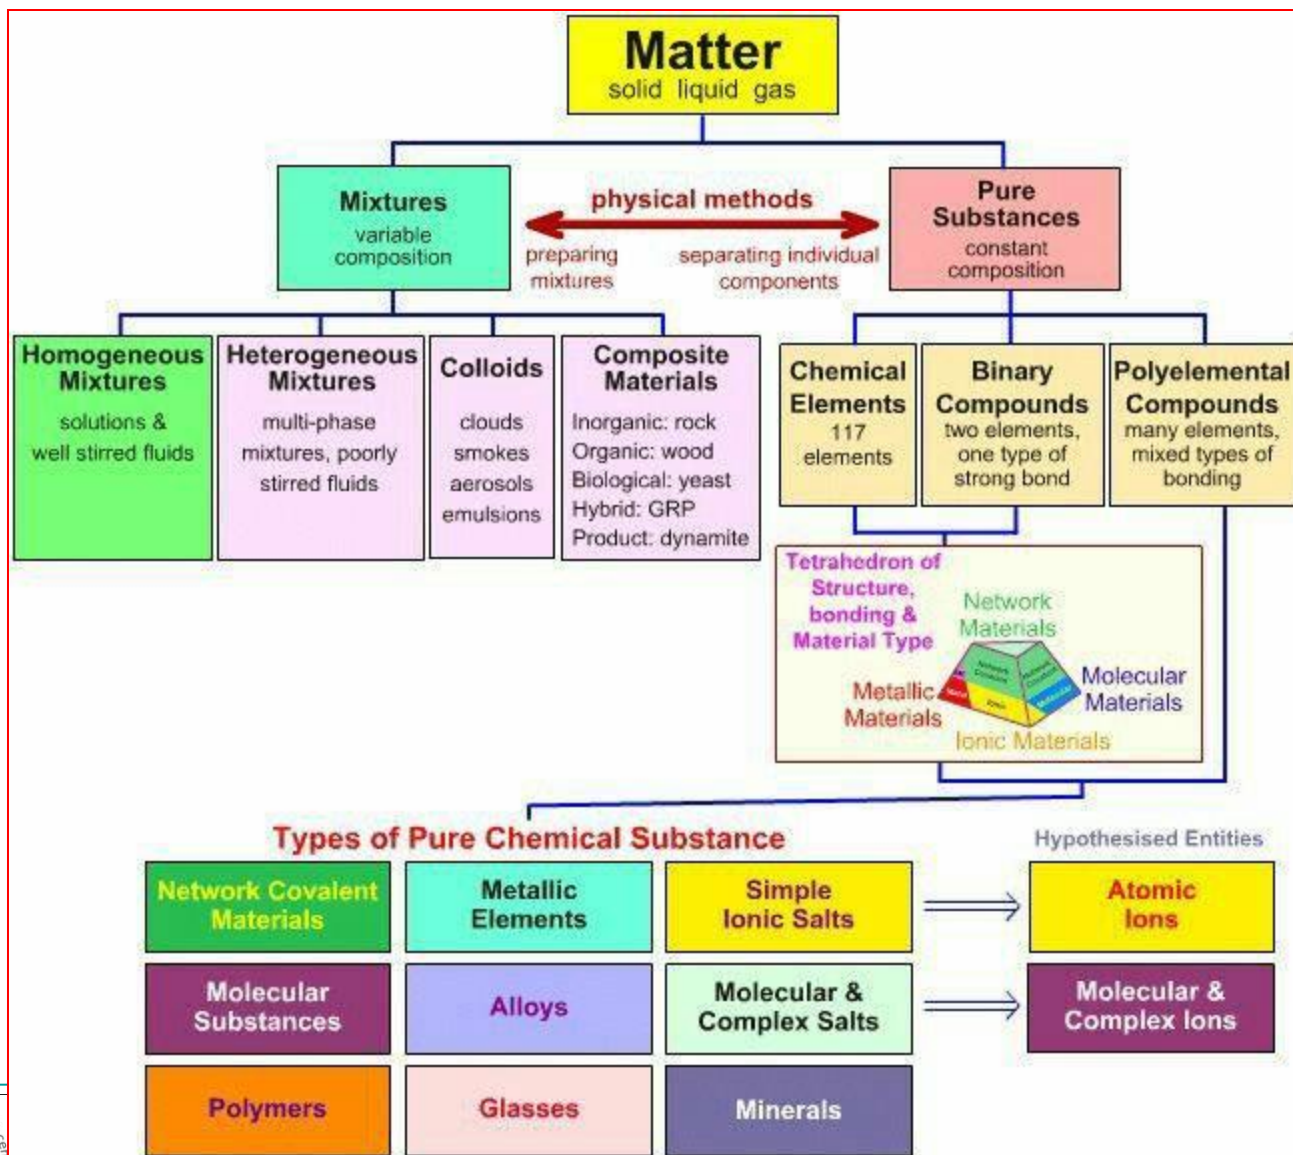 Matter
solid liquid gas
Mixtures
variable
composition
physical methods
preparing
mixtures
separating individual
components
Pure
Substances
constant
composition
Homogeneous
Mixtures
solutions &
well stirred fluids
Heterogeneous
Mixtures
multi-phase
mixtures, poorly
stirred fluids
Colloids
clouds
smokes
aerosols
emulsions
Composite
Materials
Inorganic: rock
Organic: wood
Biological: yeast
Hybrid: GRP
Product: dynamite
Chemical
Elements
117
elements
Binary
Compounds
two elements,
one type of
strong bond
Polyelemental
Compounds
many elements,
mixed types of
bonding
Tetrahedron of
Structure,
bonding &
Material Type
Network
Materials
Metallic
Materials
Molecular
Materials
Ionic Materials
Types of Pure Chemical Substance
Hypothesised Entities
Network Covalent
Materials
Metallic
Elements
Simple
Ionic Salts
Atomic
Ions
Molecular
Substances
Alloys
Molecular &
Complex Salts
Molecular &
Complex Ions
Polymers
Glasses
Minerals